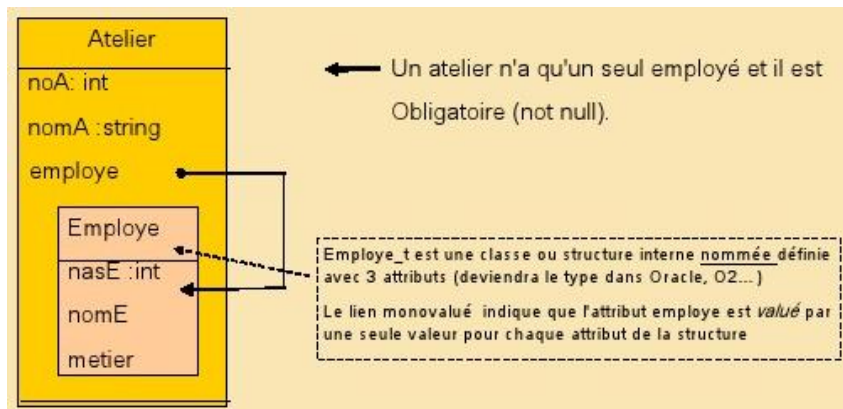 Atelier
noA: int
nomA :string
employe
Employe
nasE :int
nomE
metier
Un atelier n'a qu'un seul employé et il est
Obligatoire (not null).
Employe_t est une classe ou structure interne nommée définie
avec 3 attributs (deviendra le type dans Oracle, O2... )
Le lien monovalué indique que l'attribut employe est valué par
une seule valeur pour chaque attribut de la structure